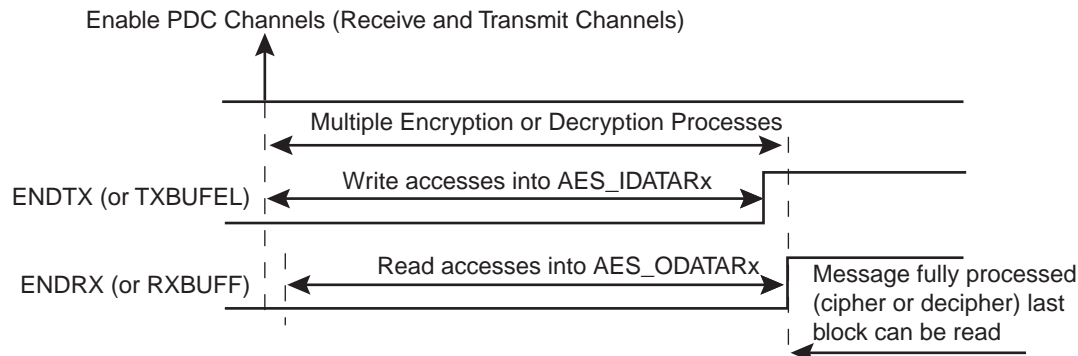 Enable PDC Channels (Receive and Transmit Channels)
Multiple Encryption or Decryption Processes
ENDTX (or TXBUFEL)
Write accesses into AES_IDATARx
ENDRX (or RXBUFF)
Read accesses into AES_ODATARx
Message fully processed
(cipher or decipher) last
block can be read